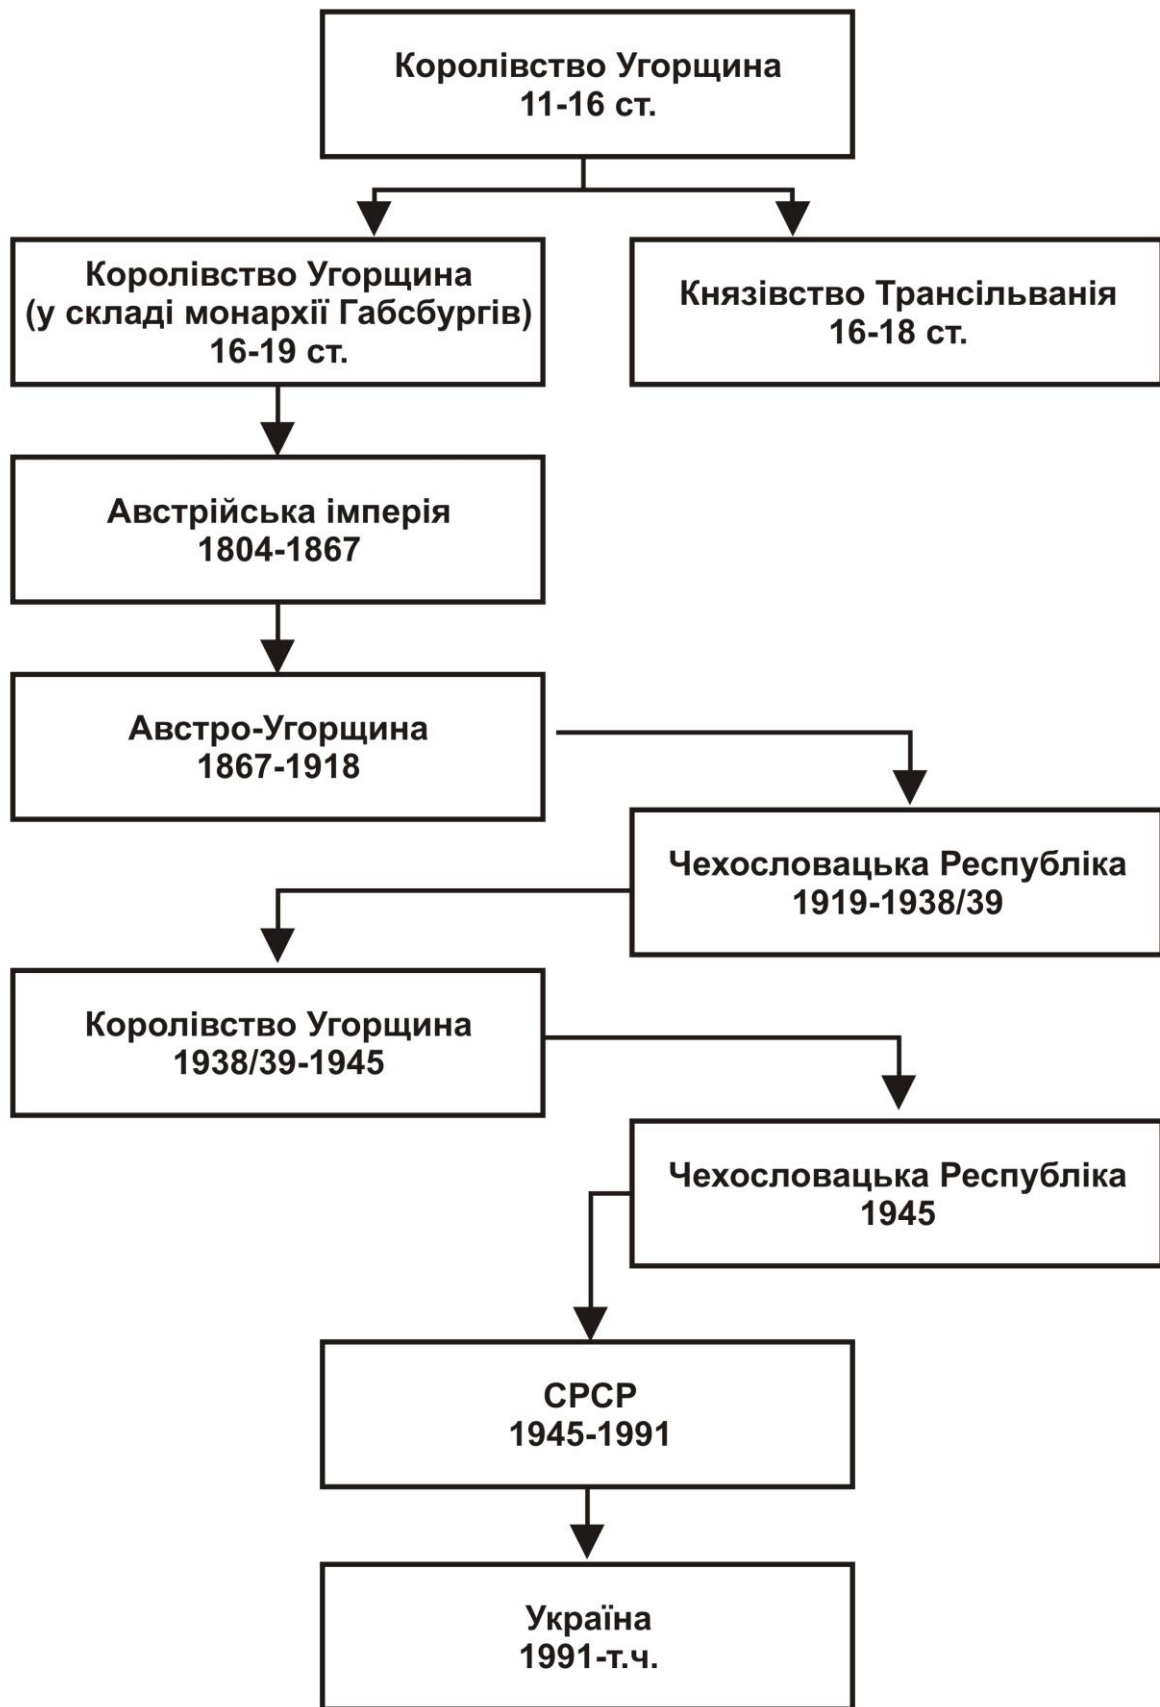 Королівство Угорщина
11-16 ст.
Королівство Угорщина
(у складі монархії Габсбургів)
16-19 ст.
Князівство Трансільванія
16-18 ст.
Австрійська імперія
1804-1867
Австро-Угорщина
1867-1918
Чехословацька Республіка
1919-1938/39
Королівство Угорщина
1938/39-1945
Чехословацька Республіка
1945
СРСР
1945-1991
Україна
1991-т.ч.